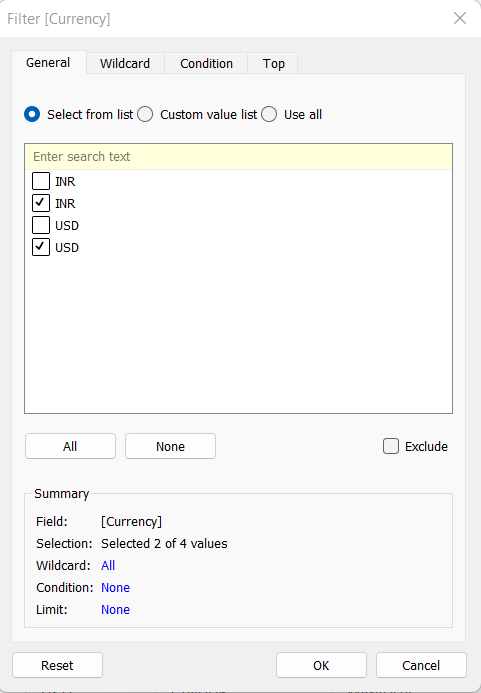 Filter [Currency]
General Wildcard Condition Top
Select from list Custom value list Use all
Enter search text
INR
INR
USD
USD
All None Exclude
Summary
Field: [Currency]
Selection: Selected 2 of 4 values
Wildcard: All
Condition: None
Limit: None
Reset OK Cancel